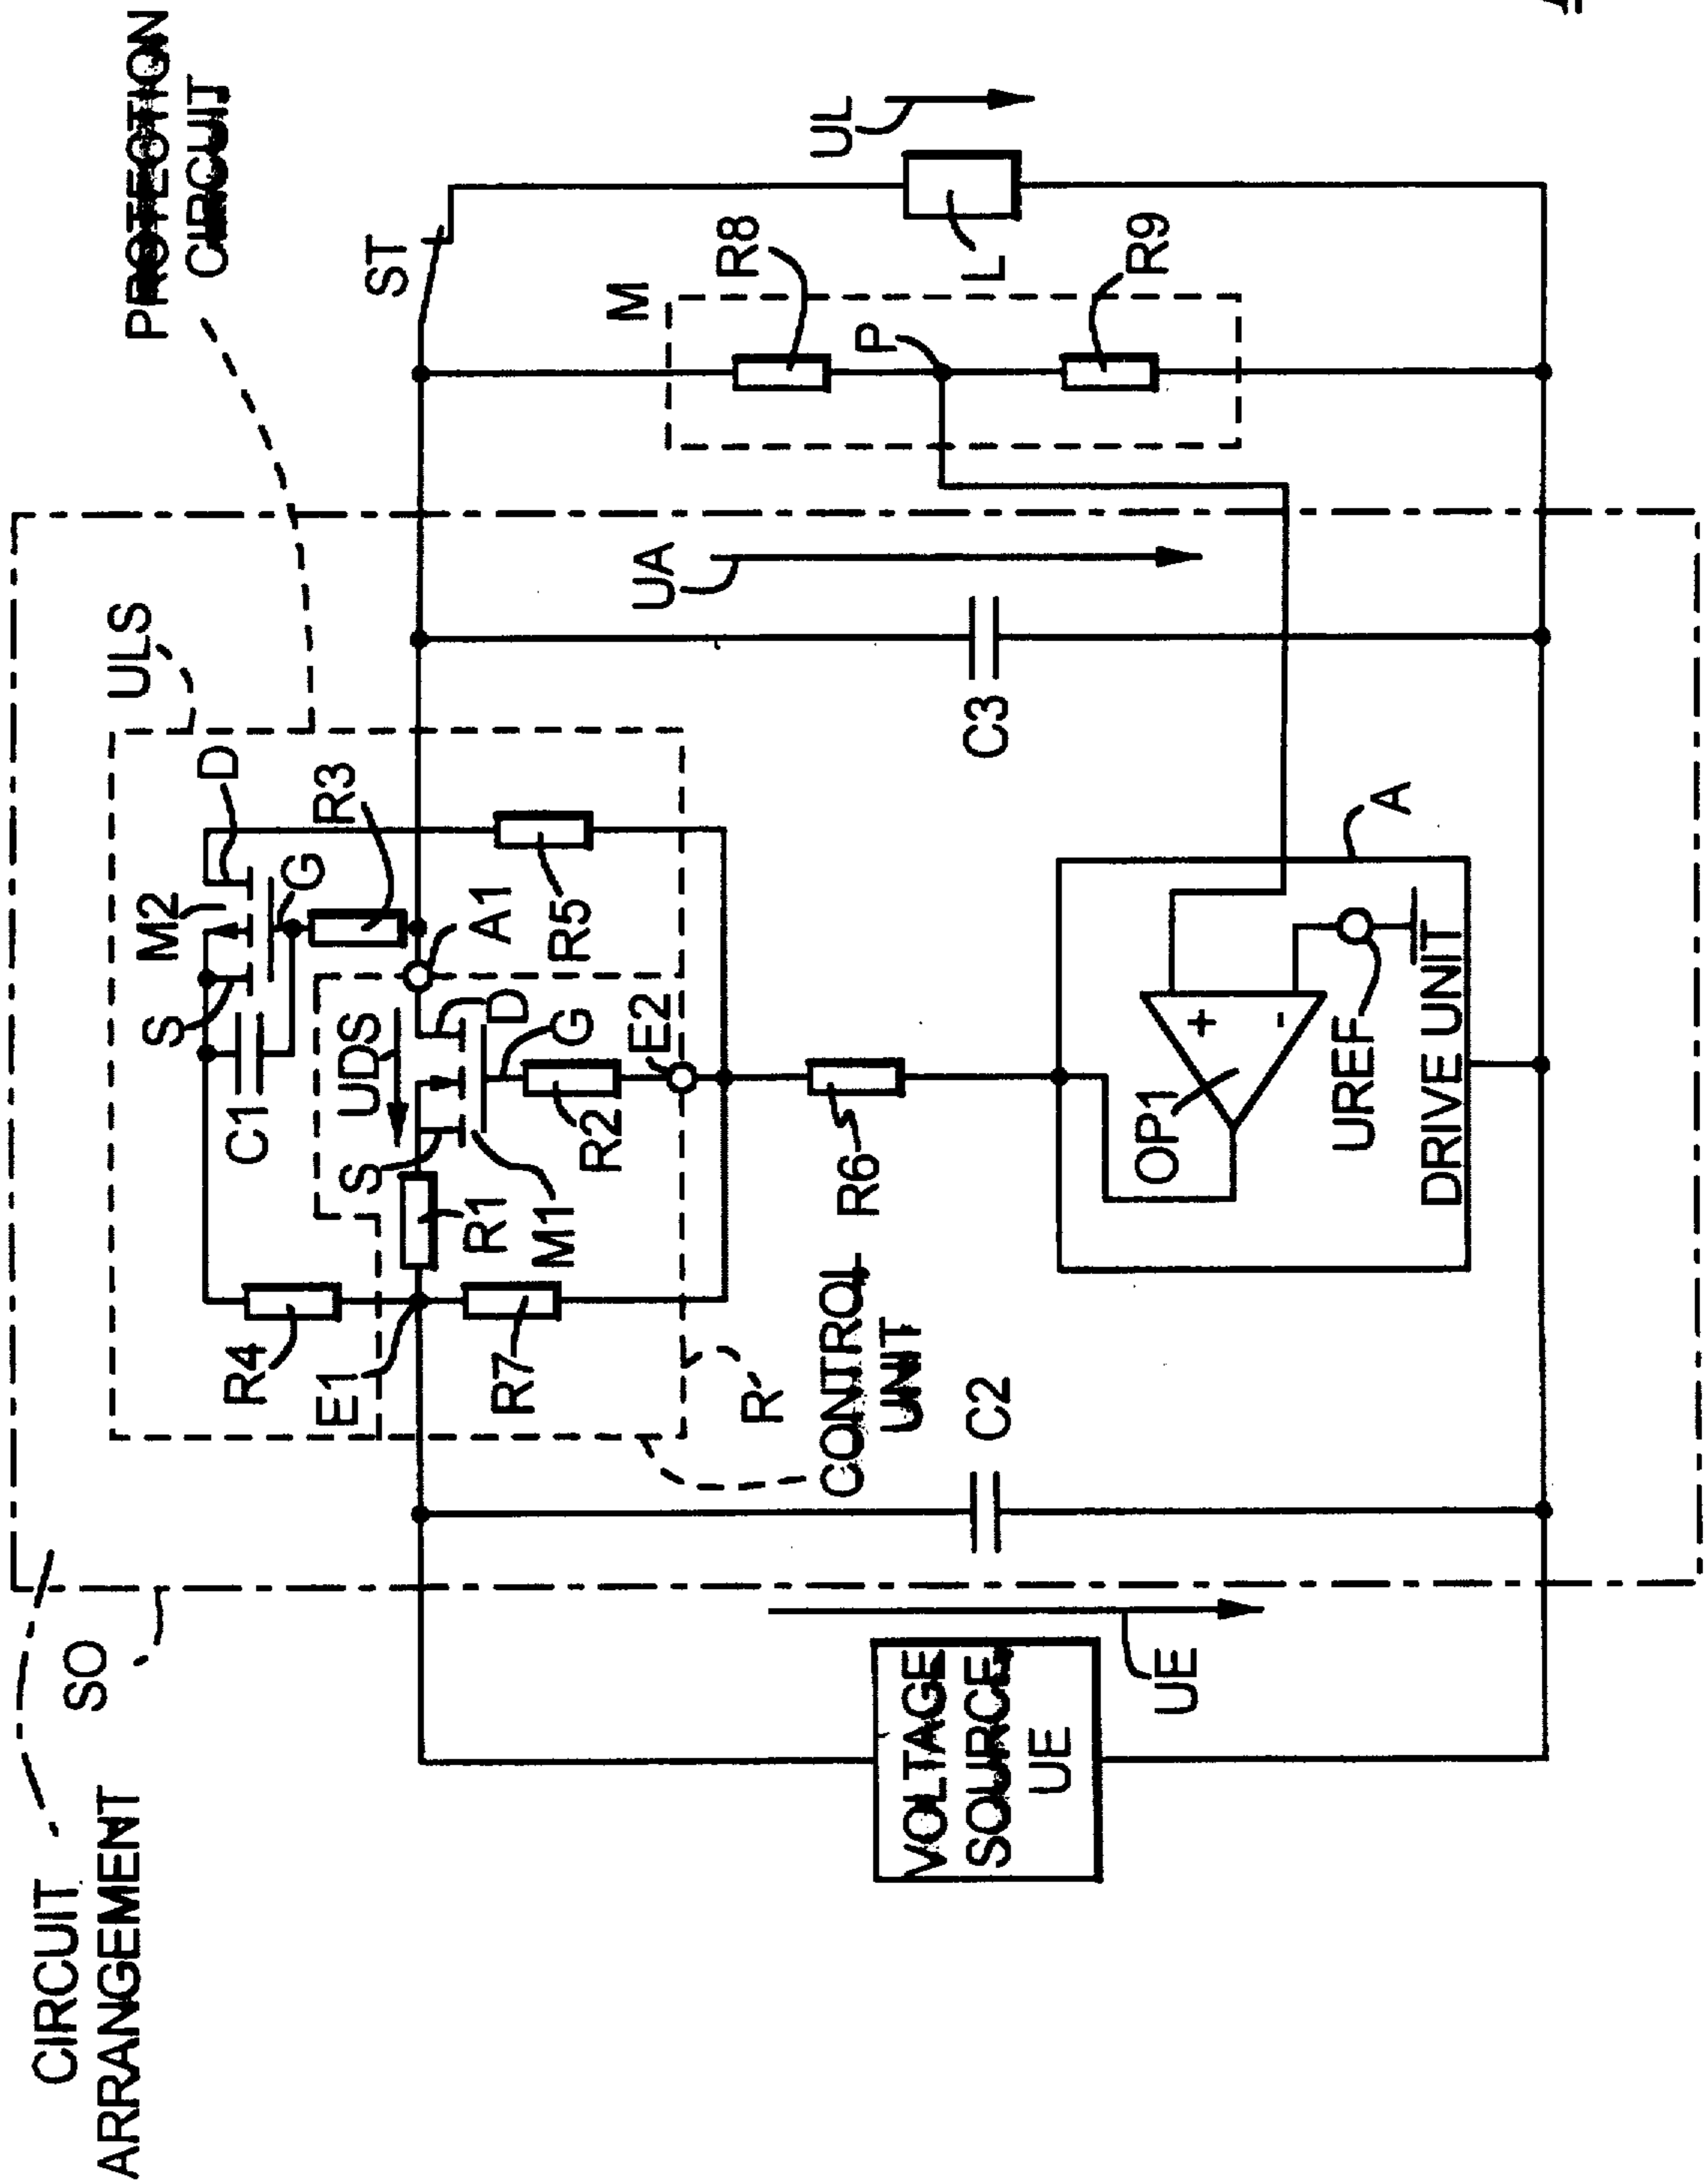 CIRCUIT
ARRANGEMENT
SO
PROTECTION
CIRCUIT
ULS
M2
D
S
G
C1
R3
R4
E1
UDS
A1
S
D
G
R1
M1
R2
E2
R7
R5
R
CONTROL
UNIT
R6
C2
C3
UA
ST
M
R8
P
R9
L
UL
VOLTAGE
SOURCE
UE
UE
A
OP1
+
-
UREF
DRIVE UNIT